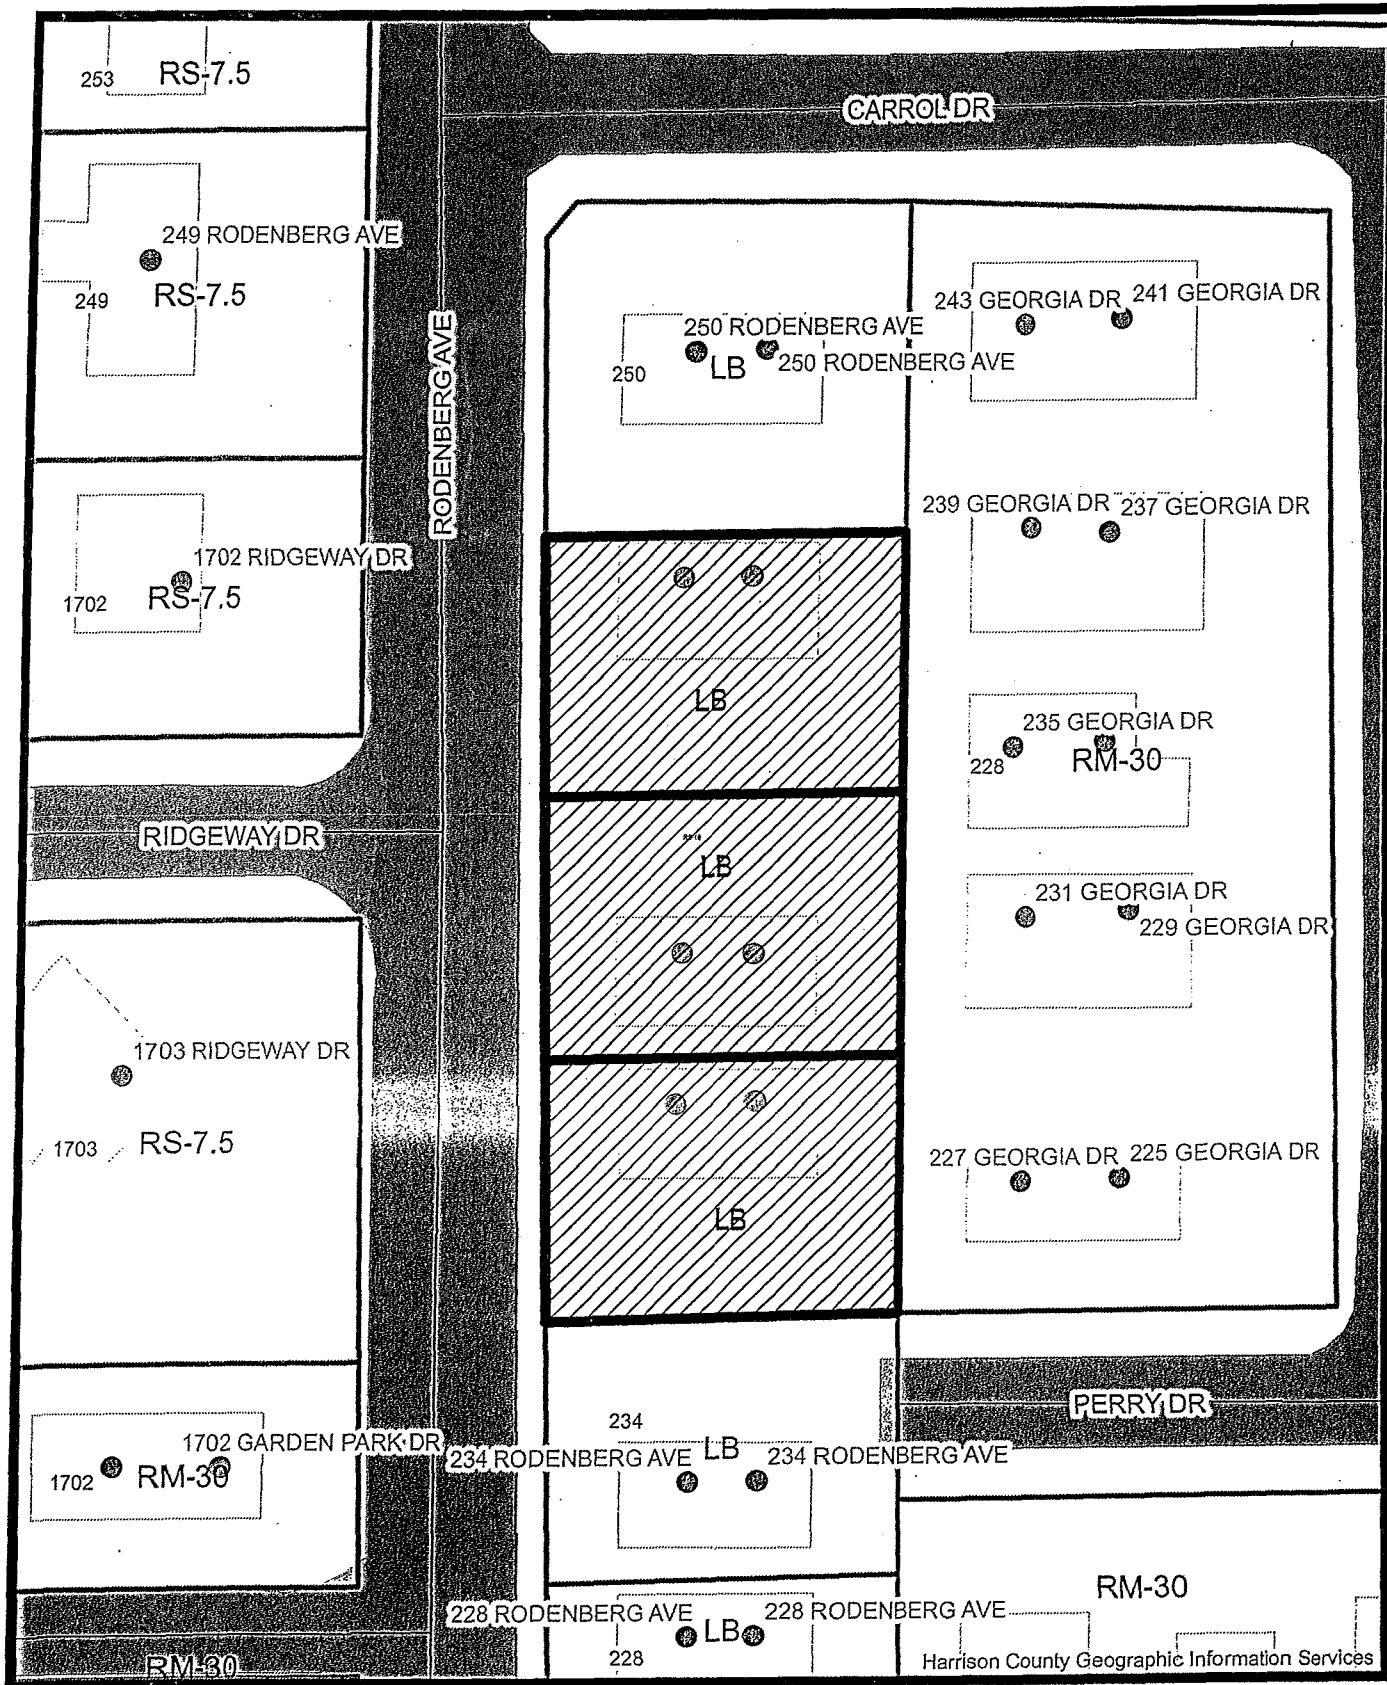 253 RS-7.5
CARROL DR
249 RODENBERG AVE
249 RS-7.5
RODENBERG AVE
250 RODENBERG AVE
250 LB 250 RODENBERG AVE
243 GEORGIA DR 241 GEORGIA DR
239 GEORGIA DR 237 GEORGIA DR
1702 RIDGEWAY DR
1702 RS-7.5
LB
235 GEORGIA DR
228 RM-30
RIDGEWAY DR
LB
231 GEORGIA DR
229 GEORGIA DR
1703 RIDGEWAY DR
1703 RS-7.5
227 GEORGIA DR 225 GEORGIA DR
LB
PERRY DR
1702 GARDEN PARK DR
1702 RM-30
234
234 RODENBERG AVE LB 234 RODENBERG AVE
RM-30
228 RODENBERG AVE LB 228 RODENBERG AVE
228
RM-30
Harrison County Geographic Information Services